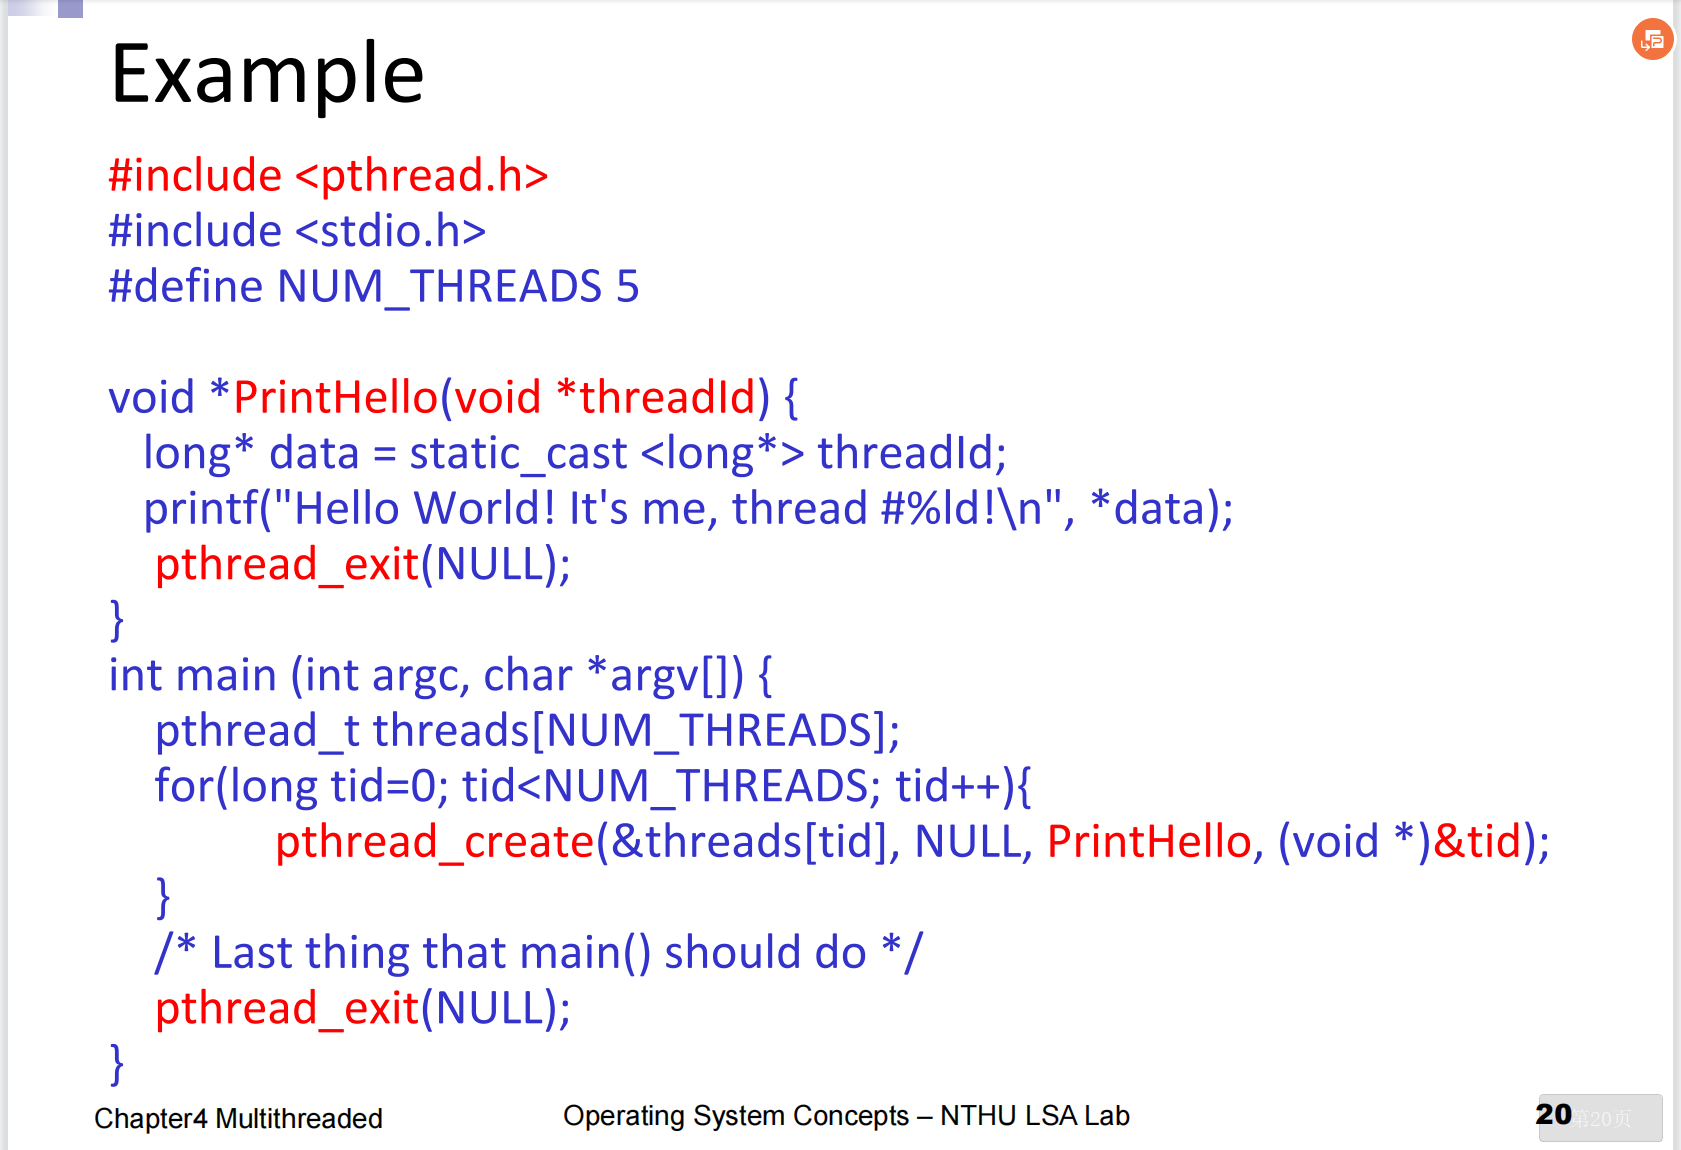 Example
#include <pthread.h>
#include <stdio.h>
#define NUM_THREADS 5
void *PrintHello(void *threadId) {
long* data = static_cast <long*> threadId;
printf("Hello World! It's me, thread #%ld!\n", *data);
pthread_exit(NULL);
}
int main (int argc, char *argv[]) {
pthread_t threads[NUM_THREADS];
for(long tid=0; tid<NUM_THREADS; tid++){
pthread_create(&threads[tid], NULL, PrintHello, (void *)&tid);
}
/* Last thing that main() should do */
pthread_exit(NULL);
}
Chapter4 Multithreaded
Operating System Concepts – NTHU LSA Lab
20
第20页